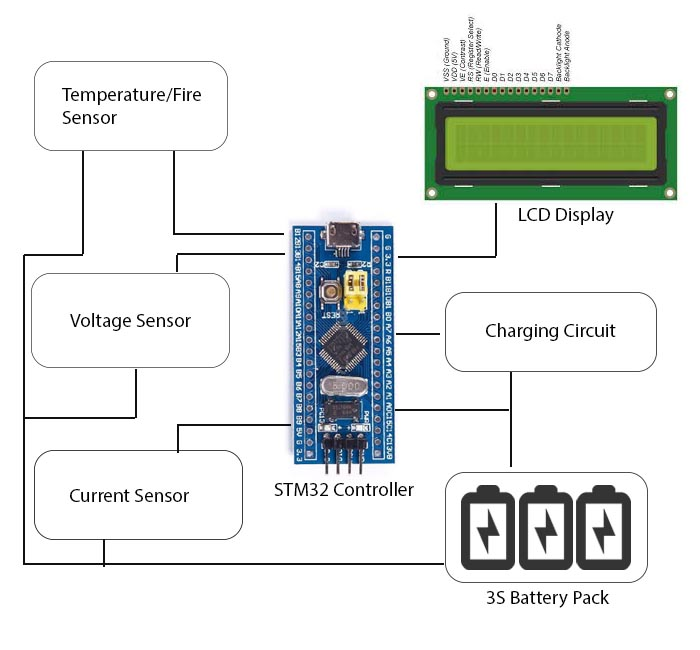 VSS (Ground)
VDD (5V)
VE (Contrast)
RS (Register Select)
RW (Read/Write)
E (Enable)
D0
D1
D2
D3
D4
D5
D6
D7
Backlight Cathode
Backlight Anode
Temperature/Fire
Sensor
LCD Display
Voltage Sensor
REST
Charging Circuit
Current Sensor
STM32 Controller
3S Battery Pack